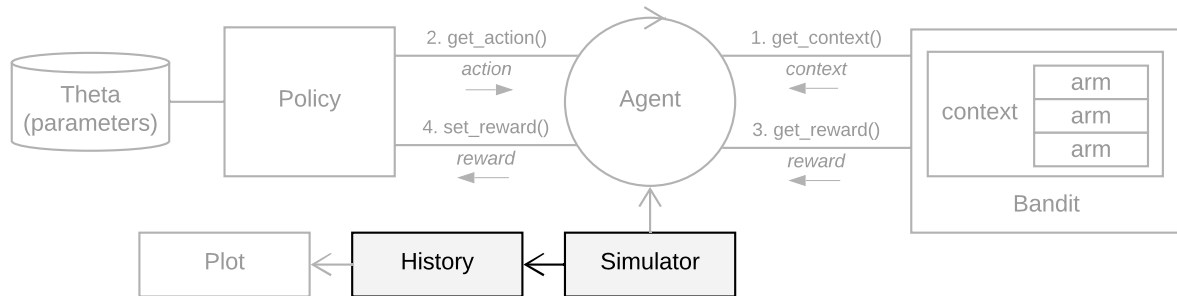 Theta
(parameters)
Policy
2. get_action()
action
4. set_reward()
reward
Agent
1. get_context()
context
3. get_reward()
reward
context
arm
arm
arm
Bandit
Plot
History
Simulator